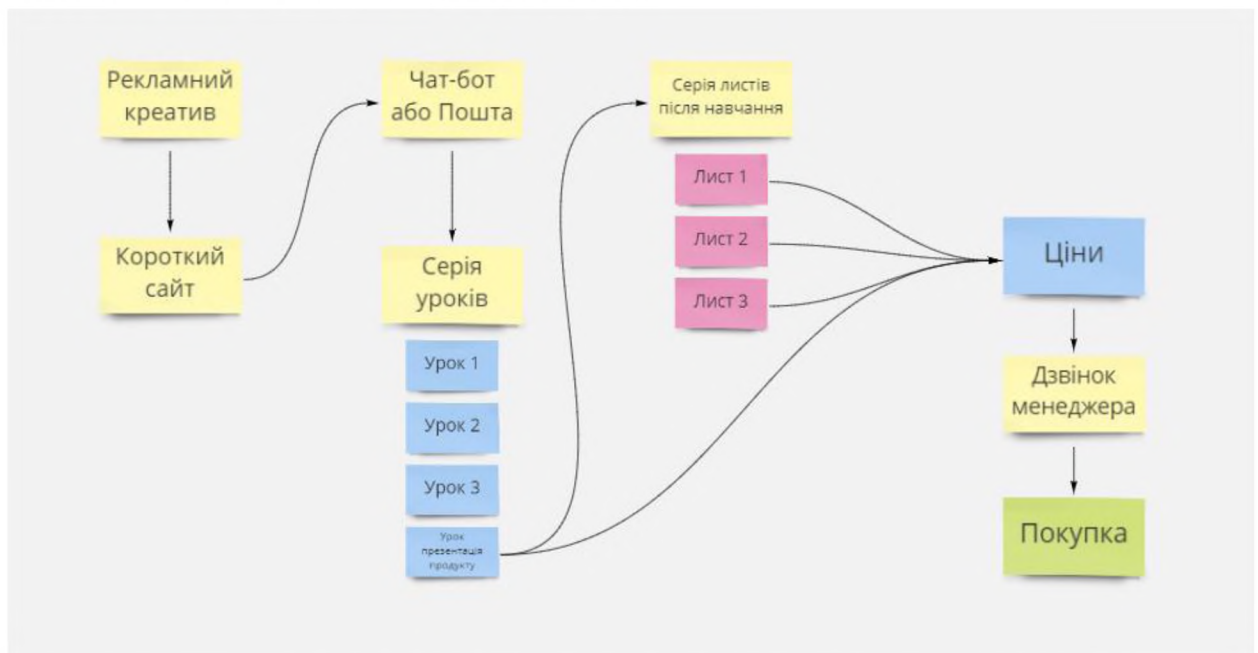 Рекламний
креатив
Короткий
сайт
Чат-бот
або Пошта
Серія
уроків
Урок 1
Урок 2
Урок 3
Урок
презентація
продукту
Серія листів
після навчання
Лист 1
Лист 2
Лист 3
Ціни
Дзвінок
менеджера
Покупка